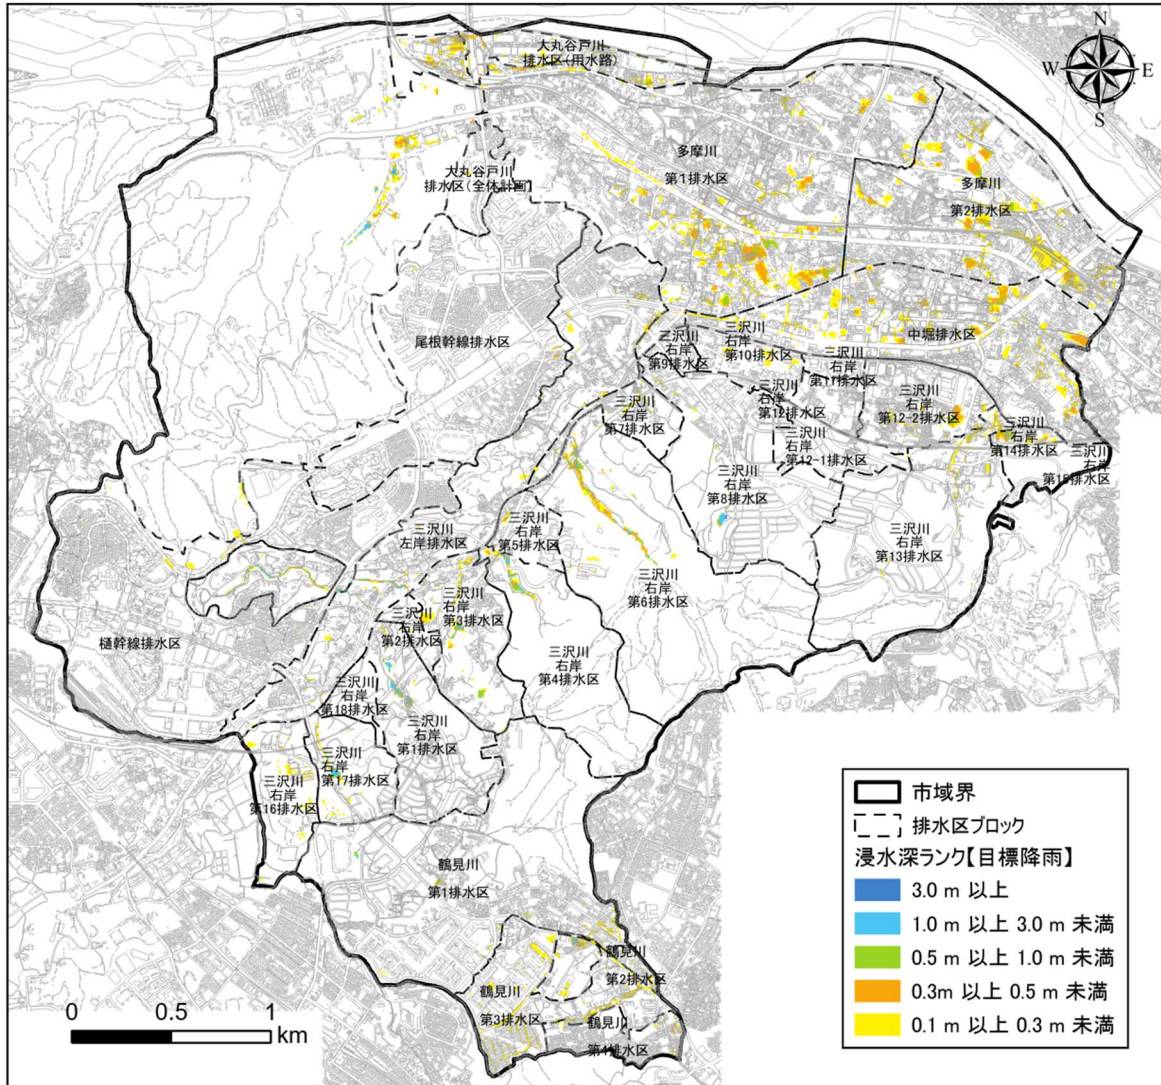 N
W
E
S
大丸谷戸川
排水区(用水路)
多摩川
第1排水区
大丸谷戸川
排水区(全体計画)
多摩川
第2排水区
尾根幹線排水区
中堀排水区
三沢川
右岸
第9排水区
三沢川
右岸
第10排水区
三沢川
右岸
第11排水区
三沢川
右岸
第7排水区
三沢川
右岸
第12排水区
三沢川
右岸
第12-2排水区
三沢川
右岸
第12-1排水区
三沢川
右岸
第14排水区
三沢川
右岸
第15排水区
三沢川
右岸
第8排水区
三沢川
左岸排水区
三沢川
右岸
第5排水区
三沢川
右岸
第13排水区
三沢川
右岸
第6排水区
三沢川
右岸
第3排水区
三沢川
右岸
第2排水区
樋幹線排水区
三沢川
右岸
第4排水区
三沢川
右岸
第18排水区
三沢川
右岸
第1排水区
三沢川
右岸
第17排水区
三沢川
右岸
第16排水区
鶴見川
第1排水区
鶴見川
第2排水区
鶴見川
第3排水区
鶴見川
第4排水区
市域界
排水区ブロック
浸水深ランク【目標降雨】
3.0 m 以上
1.0 m 以上 3.0 m 未満
0.5 m 以上 1.0 m 未満
0.3m 以上 0.5 m 未満
0.1 m 以上 0.3 m 未満
0 0.5 1 km